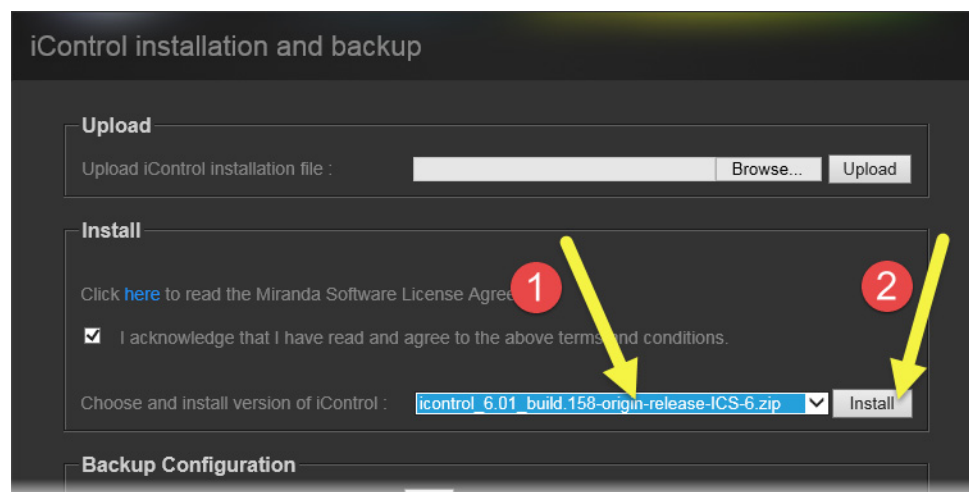 iControl installation and backup
Upload
Upload iControl installation file :
Browse...
Upload
Install
1
2
Click here to read the Miranda Software License Agree
I acknowledge that I have read and agree to the above terms and conditions.
Choose and install version of iControl :
icontrol_6.01_build.158-origin-release-ICS-6.zip
Install
Backup Configuration